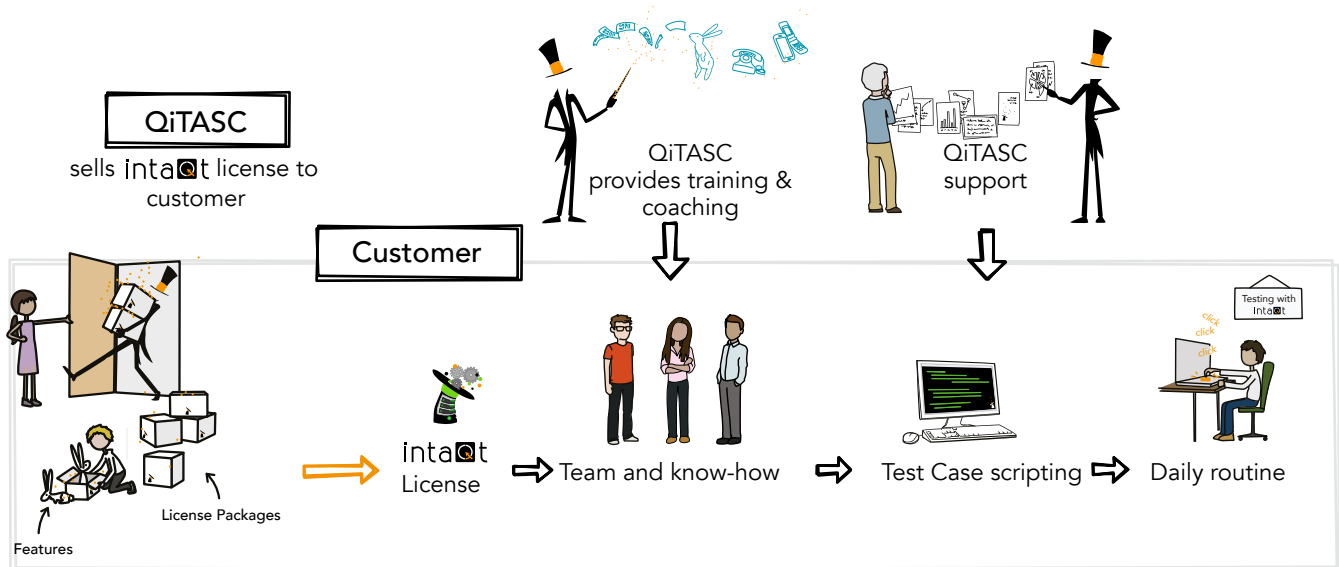 QiTASC
sells intaQt license to
customer
QiTASC
provides training &
coaching
QiTASC
support
Customer
Testing with
intaQt
click
click
click
intaQt
License
Team and know-how
Test Case scripting
Daily routine
License Packages
Features